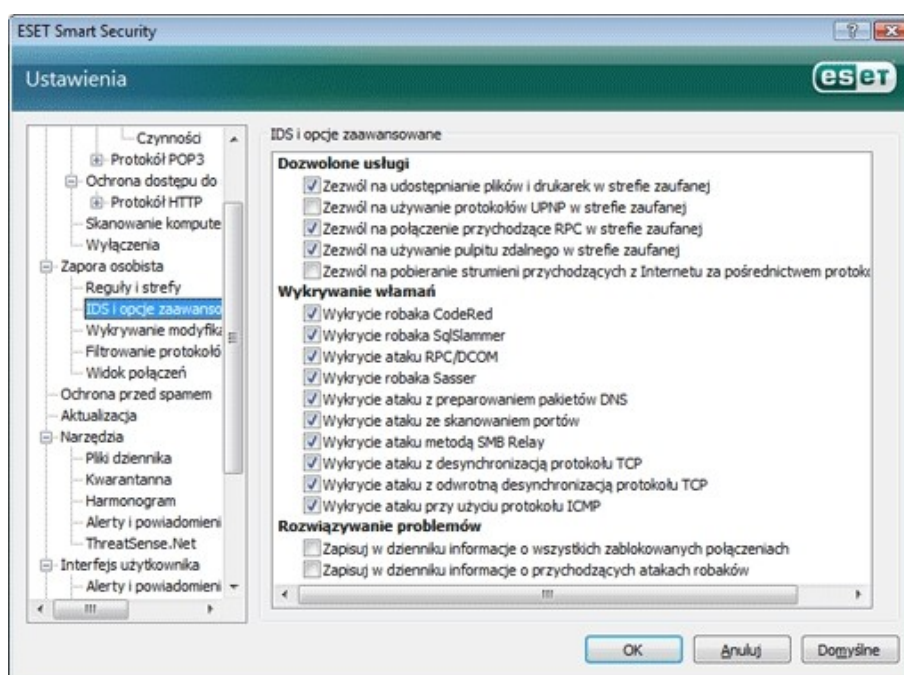 ESET Smart Security
Ustawienia
eset
Czynności
Protokół POP3
Ochrona dostępu do
Protokół HTTP
Skanowanie kompute
Wyłączenia
Zapora osobista
Reguły i strefy
IDS i opcje zaawanso
Wykrywanie modyfika
Filtrowanie protokołó
Widok połączeń
Ochrona przed spamem
Aktualizacja
Narzędzia
Pliki dziennika
Kwarantanna
Harmonogram
Alerty i powiadomieni
ThreatSense.Net
Interfejs użytkownika
Alerty i powiadomieni
IDS i opcje zaawansowane
Dozwolone usługi
Zezwól na udostępnianie plików i drukarek w strefie zaufanej
Zezwól na używanie protokołów UPNP w strefie zaufanej
Zezwól na połączenie przychodzące RPC w strefie zaufanej
Zezwól na używanie pulpitu zdalnego w strefie zaufanej
Zezwól na pobieranie strumieni przychodzących z Internetu za pośrednictwem protoko
Wykrywanie włamań
Wykrycie robaka CodeRed
Wykrycie robaka SqlSlammer
Wykrycie ataku RPC/DCOM
Wykrycie robaka Sasser
Wykrycie ataku z preparowaniem pakietów DNS
Wykrycie ataku ze skanowaniem portów
Wykrycie ataku metodą SMB Relay
Wykrycie ataku z desynchronizacją protokołu TCP
Wykrycie ataku z odwrotną desynchronizacją protokołu TCP
Wykrycie ataku przy użyciu protokołu ICMP
Rozwiązywanie problemów
Zapisuj w dzienniku informacje o wszystkich zablokowanych połączeniach
Zapisuj w dzienniku informacje o przychodzących atakach robaków
OK
Anuluj
Domyślne